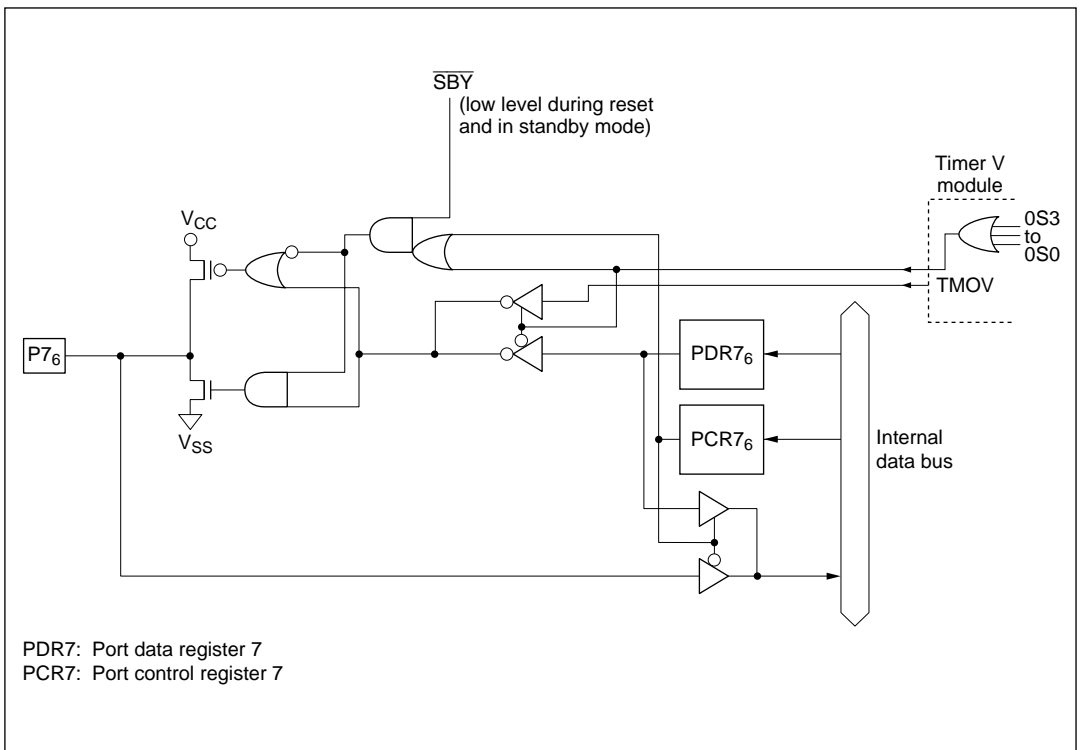 SBY
(low level during reset
and in standby mode)
Timer V
module
0S3
to
0S0
TMOV
VCC
P76
VSS
PDR76
PCR76
Internal
data bus
PDR7: Port data register 7
PCR7: Port control register 7